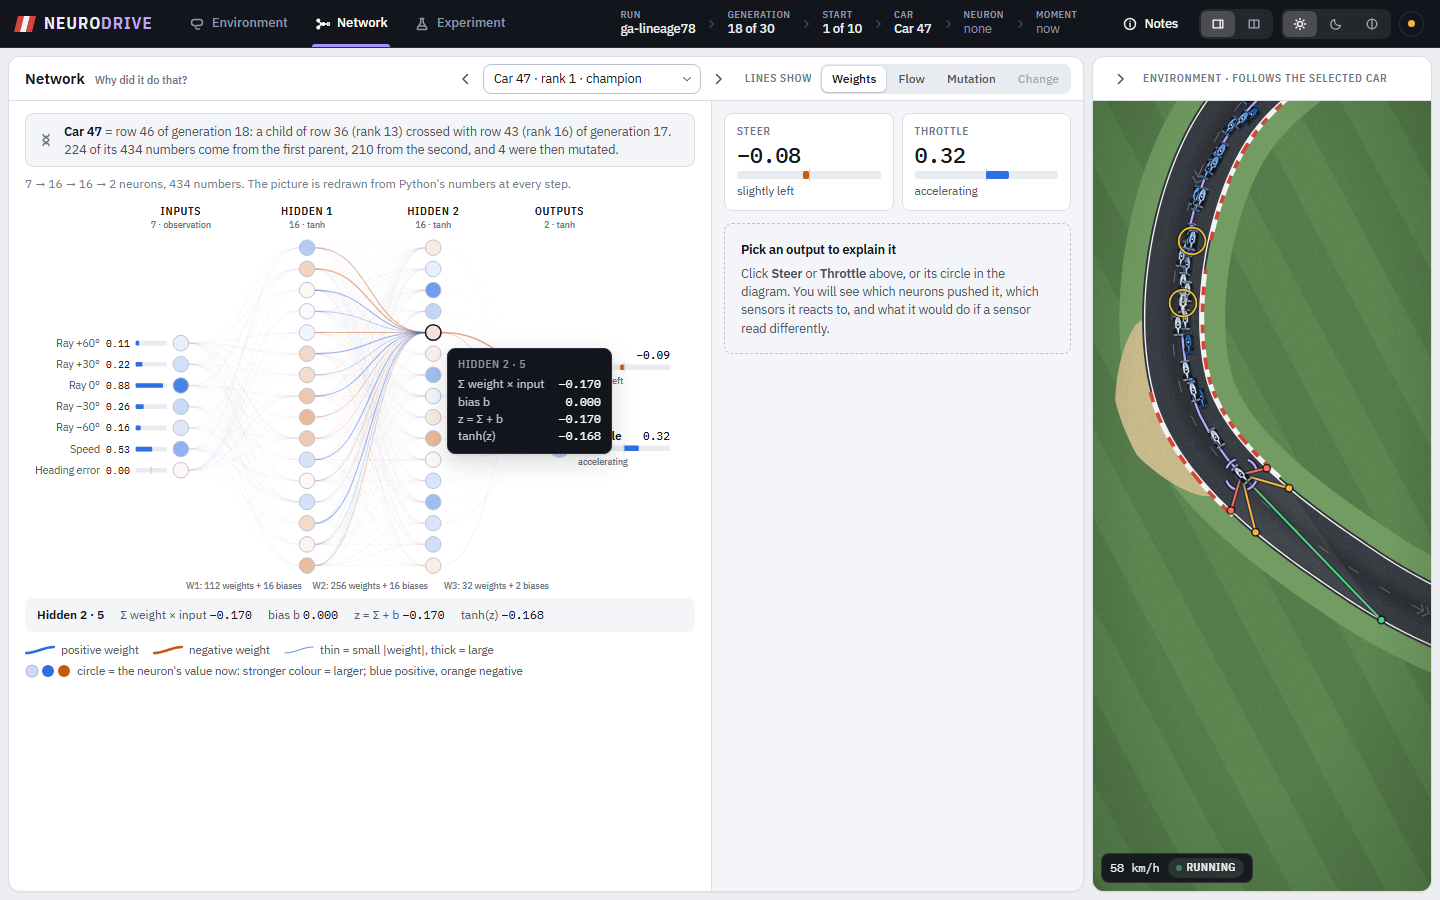 NEURODRIVE
Environment
Network
Experiment
RUN
ga-lineage78
GENERATION
18 of 30
START
1 of 10
CAR
Car 47
NEURON
none
MOMENT
now
Notes
Network Why did it do that?
Car 47 · rank 1 · champion
LINES SHOW
Weights
Flow
Mutation
Change
ENVIRONMENT · FOLLOWS THE SELECTED CAR
Car 47 = row 46 of generation 18: a child of row 36 (rank 13) crossed with row 43 (rank 16) of generation 17.
224 of its 434 numbers come from the first parent, 210 from the second, and 4 were then mutated.
7 → 16 → 16 → 2 neurons, 434 numbers. The picture is redrawn from Python's numbers at every step.
INPUTS
7 · observation
HIDDEN 1
16 · tanh
HIDDEN 2
16 · tanh
OUTPUTS
2 · tanh
Ray +60° 0.11
Ray +30° 0.22
Ray 0° 0.88
Ray −30° 0.26
Ray −60° 0.16
Speed 0.53
Heading error 0.00
−0.09
eft
le 0.32
accelerating
HIDDEN 2 · 5
Σ weight × input −0.170
bias b 0.000
z = Σ + b −0.170
tanh(z) −0.168
W1: 112 weights + 16 biases
W2: 256 weights + 16 biases
W3: 32 weights + 2 biases
Hidden 2 · 5 Σ weight × input −0.170 bias b 0.000 z = Σ + b −0.170 tanh(z) −0.168
positive weight
negative weight
thin = small |weight|, thick = large
circle = the neuron's value now: stronger colour = larger; blue positive, orange negative
STEER
−0.08
slightly left
THROTTLE
0.32
accelerating
Pick an output to explain it
Click Steer or Throttle above, or its circle in the
diagram. You will see which neurons pushed it, which
sensors it reacts to, and what it would do if a sensor
read differently.
58 km/h
RUNNING